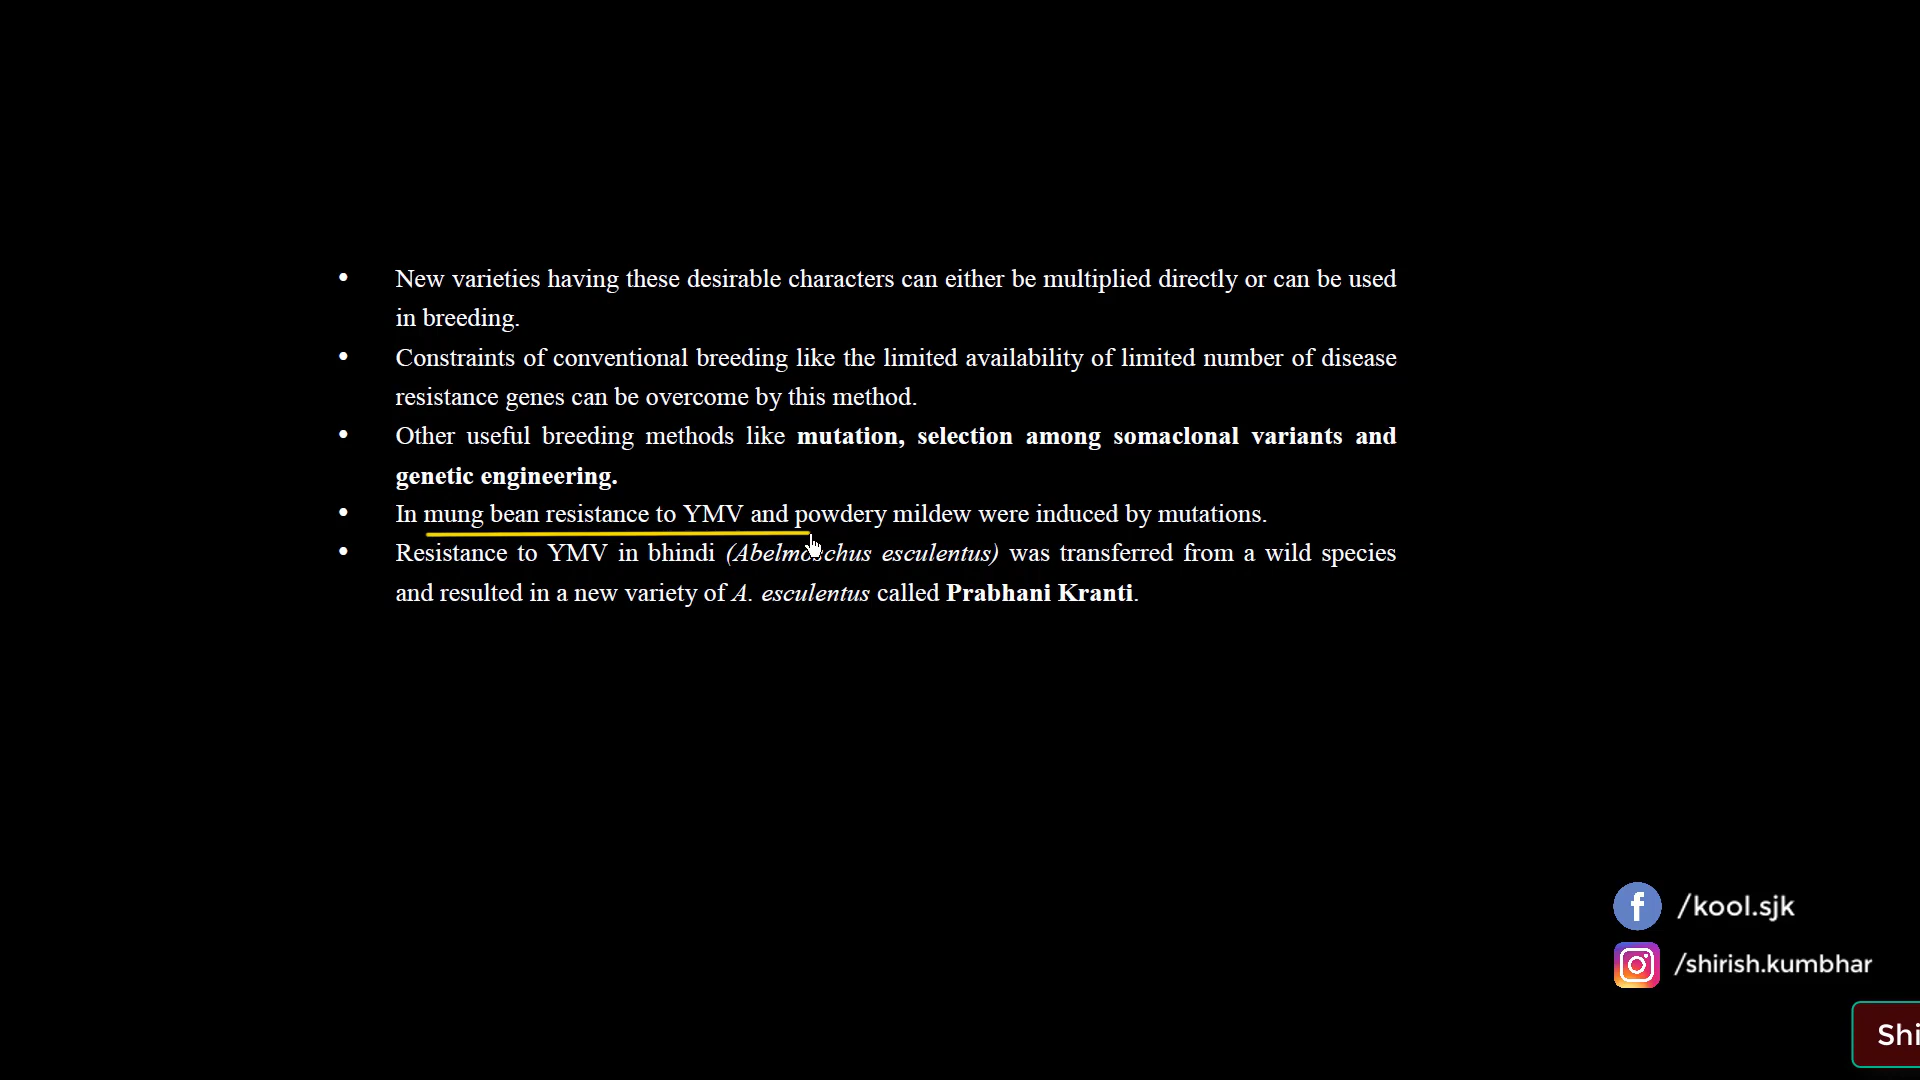 • New varieties having these desirable characters can either be multiplied directly or can be used
in breeding.
• Constraints of conventional breeding like the limited availability of limited number of disease
resistance genes can be overcome by this method.
• Other useful breeding methods like mutation, selection among somaclonal variants and
genetic engineering.
• In mung bean resistance to YMV and powdery mildew were induced by mutations.
• Resistance to YMV in bhindi (Abelmoschus esculentus) was transferred from a wild species
and resulted in a new variety of A. esculentus called Prabhani Kranti.
/kool.sjk
/shirish.kumbhar
Shi